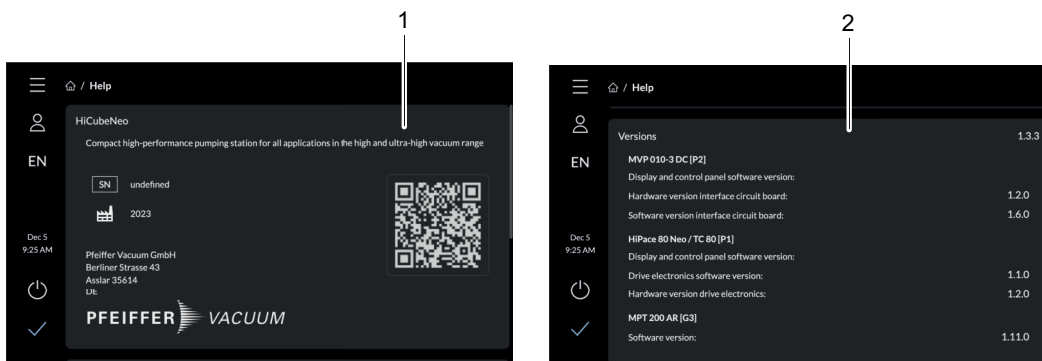 1
/ Help
HiCubeNeo
Compact high-performance pumping station for all applications in the high and ultra-high vacuum range
EN
SN undefined
2023
Dec 5
9:25 AM
Pfeiffer Vacuum GmbH
Berliner Strasse 43
Asslar 35614
DE
PFEIFFER VACUUM
2
/ Help
Versions 1.3.3
EN
MVP 010-3 DC [P2]
Display and control panel software version:
Hardware version interface circuit board: 1.2.0
Software version interface circuit board: 1.6.0
Dec 5
9:25 AM
HiPace 80 Neo / TC 80 [P1]
Display and control panel software version:
Drive electronics software version: 1.1.0
Hardware version drive electronics: 1.2.0
MPT 200 AR [G3]
Software version: 1.11.0